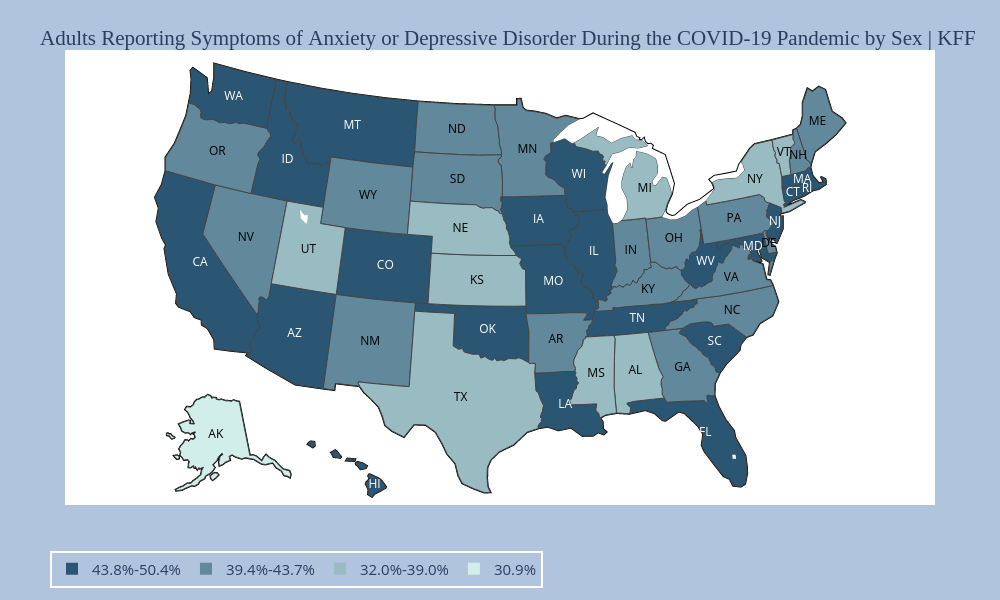 Adults Reporting Symptoms of Anxiety or Depressive Disorder During the COVID-19 Pandemic by Sex | KFF
WA
MT
ND
MN
ME
OR
ID
SD
WI
MI
VT
NH
NY
MA
CT
RI
WY
NE
IA
PA
NJ
NV
UT
CO
KS
IL
IN
OH
MD
DE
CA
MO
WV
VA
KY
AZ
NM
OK
AR
TN
NC
SC
TX
LA
MS
AL
GA
AK
FL
HI
43.8%-50.4%
39.4%-43.7%
32.0%-39.0%
30.9%